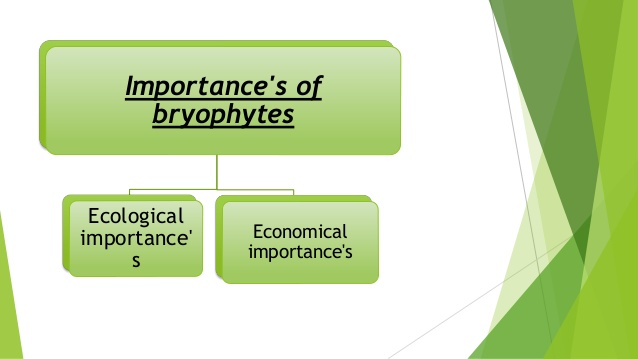 Importance's of
bryophytes
Ecological
importance'
s
Economical
importance's